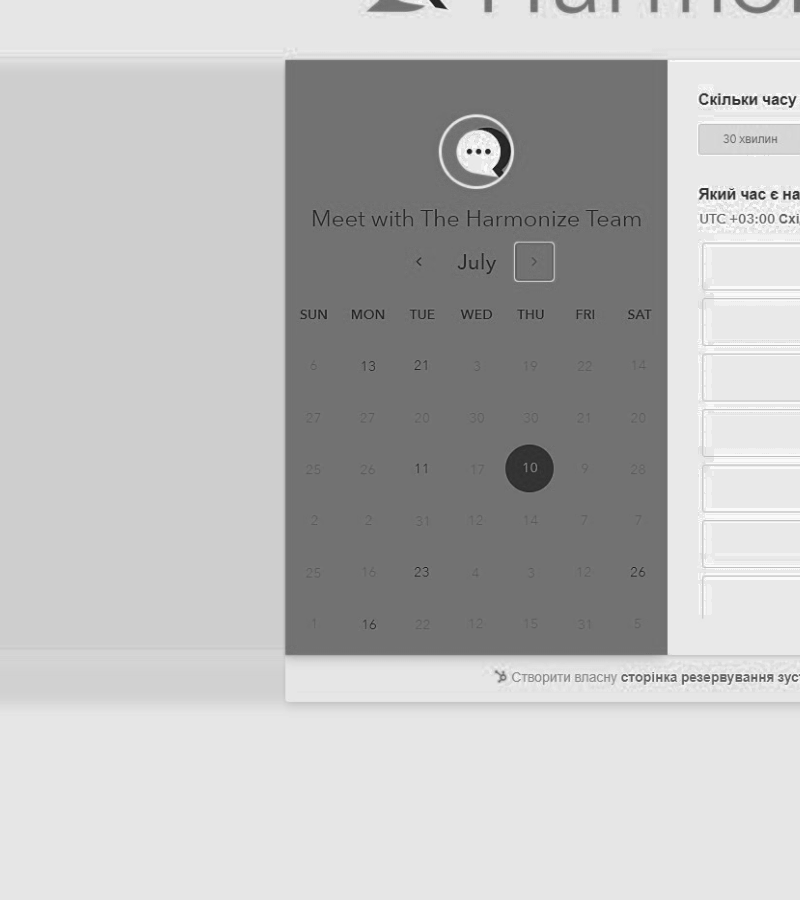 Harmon
Скільки часу
30 хвилин
Який час є на
UTC +03:00 Схі
Meet with The Harmonize Team
July
SUN MON TUE WED THU FRI SAT
6 13 21 3 19 22 14
27 27 20 30 30 21 20
25 26 11 17 10 9 28
2 2 31 12 14 7 7
25 16 23 4 3 12 26
1 16 22 12 15 31 5
Створити власну сторінка резервування зус